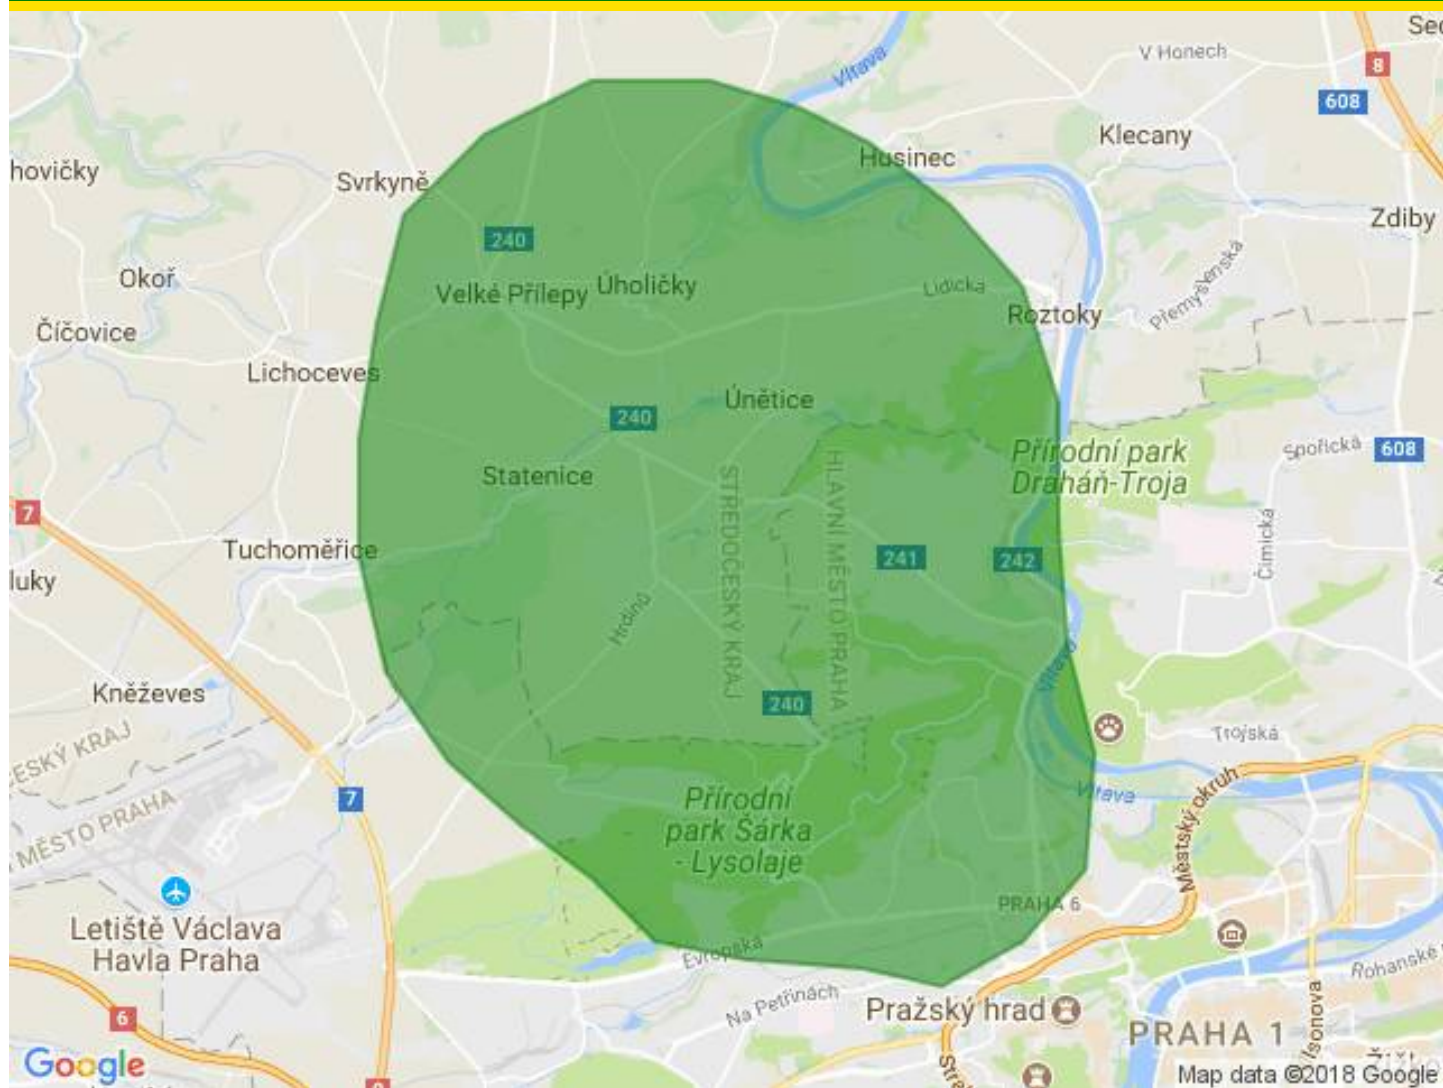 Vltava
V Honech
8
608
Klecany
hovičky
Svrkyně
Husinec
Zdiby
240
Okoř
Velké Přílepy
Úholičky
Lidická
Roztoky
Přemyšlenská
Číčovice
Lichoceves
240
Únětice
Přírodní park
Draháň-Troja
Spořická
608
Statenice
STŘEDOČESKÝ KRAJ
HLAVNÍ MĚSTO PRAHA
7
Tuchoměřice
241
242
Čimická
luky
Hrdinů
Vltava
Kněževes
240
Trojská
ESKÝ KRAJ
7
Přírodní
park Šárka
- Lysolaje
Vltava
Městský okruh
MĚSTO PRAHA
PRAHA 6
Letiště Václava
Havla Praha
Evropská
Rohanské
Na Petřinách
Pražský hrad
6
PRAHA 1
Argentinská
Google
Map data ©2018 Google